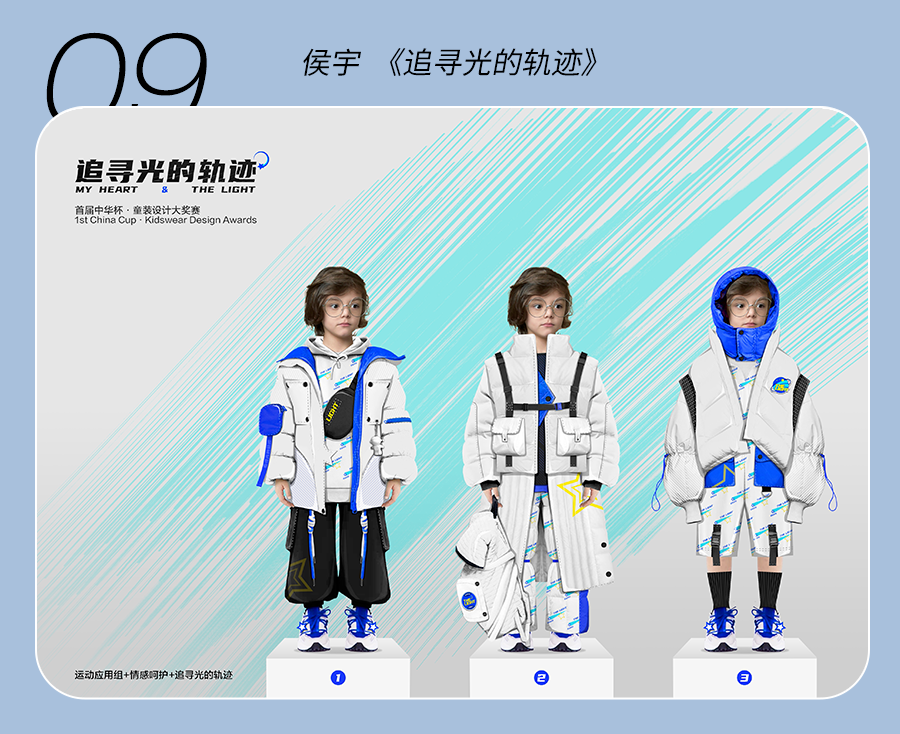 09
侯宇 《追寻光的轨迹》
追寻光的轨迹
MY HEART & THE LIGHT
首届中华杯 · 童装设计大奖赛
1st China Cup · Kidswear Design Awards
LIGHT
运动应用组+情感呵护+追寻光的轨迹
1
2
3